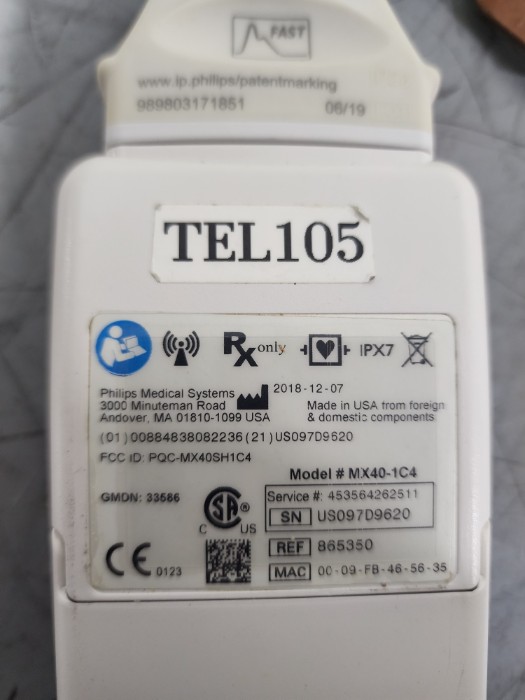 FAST
www.ip.philips/patentmarking
989803171851 06/19
TEL105
Rx only IPX7
Philips Medical Systems 2018-12-07
3000 Minuteman Road Made in USA from foreign
Andover, MA 01810-1099 USA & domestic components
(01)00884838082236(21)US097D9620
FCC ID: PQC-MX40SH1C4
Model # MX40-1C4
GMDN: 33586
Service #: 453564262511
SN US097D9620
CSA ® C US
REF 865350
CE 0123
MAC 00-09-FB-46-56-35